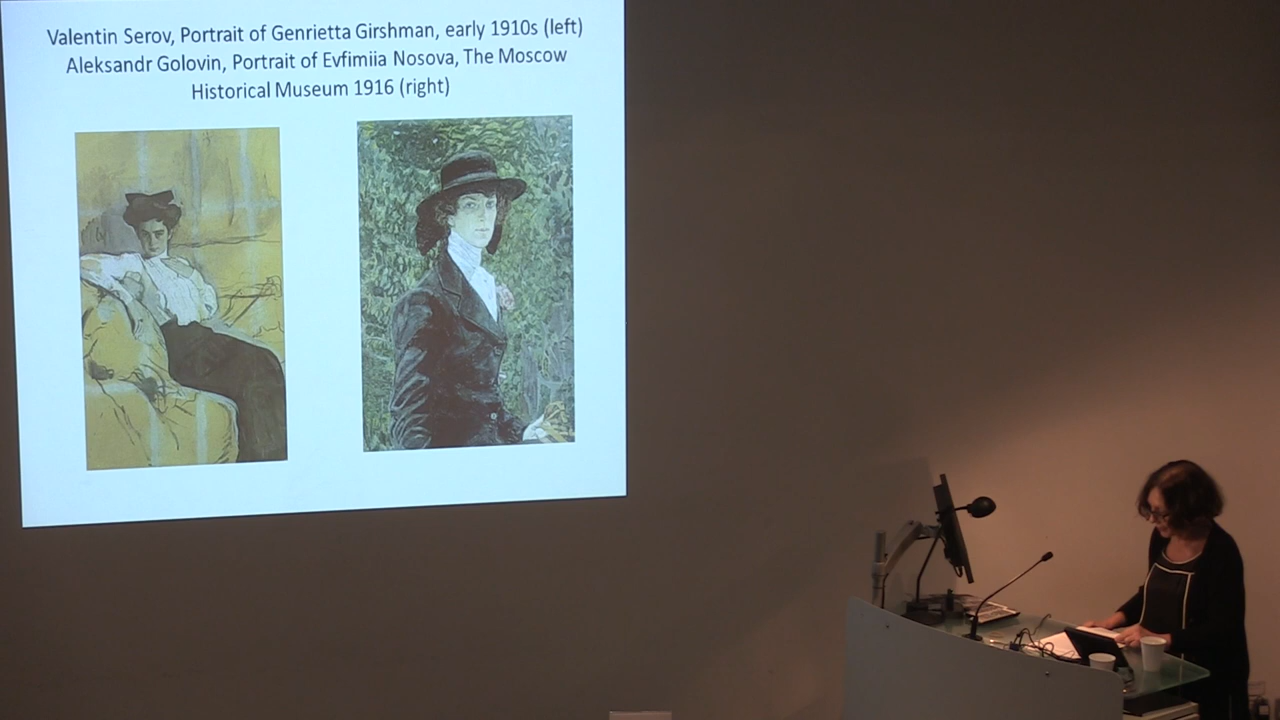 Valentin Serov, Portrait of Genrietta Girshman, early 1910s (left)
Aleksandr Golovin, Portrait of Evfimiia Nosova, The Moscow
Historical Museum 1916 (right)